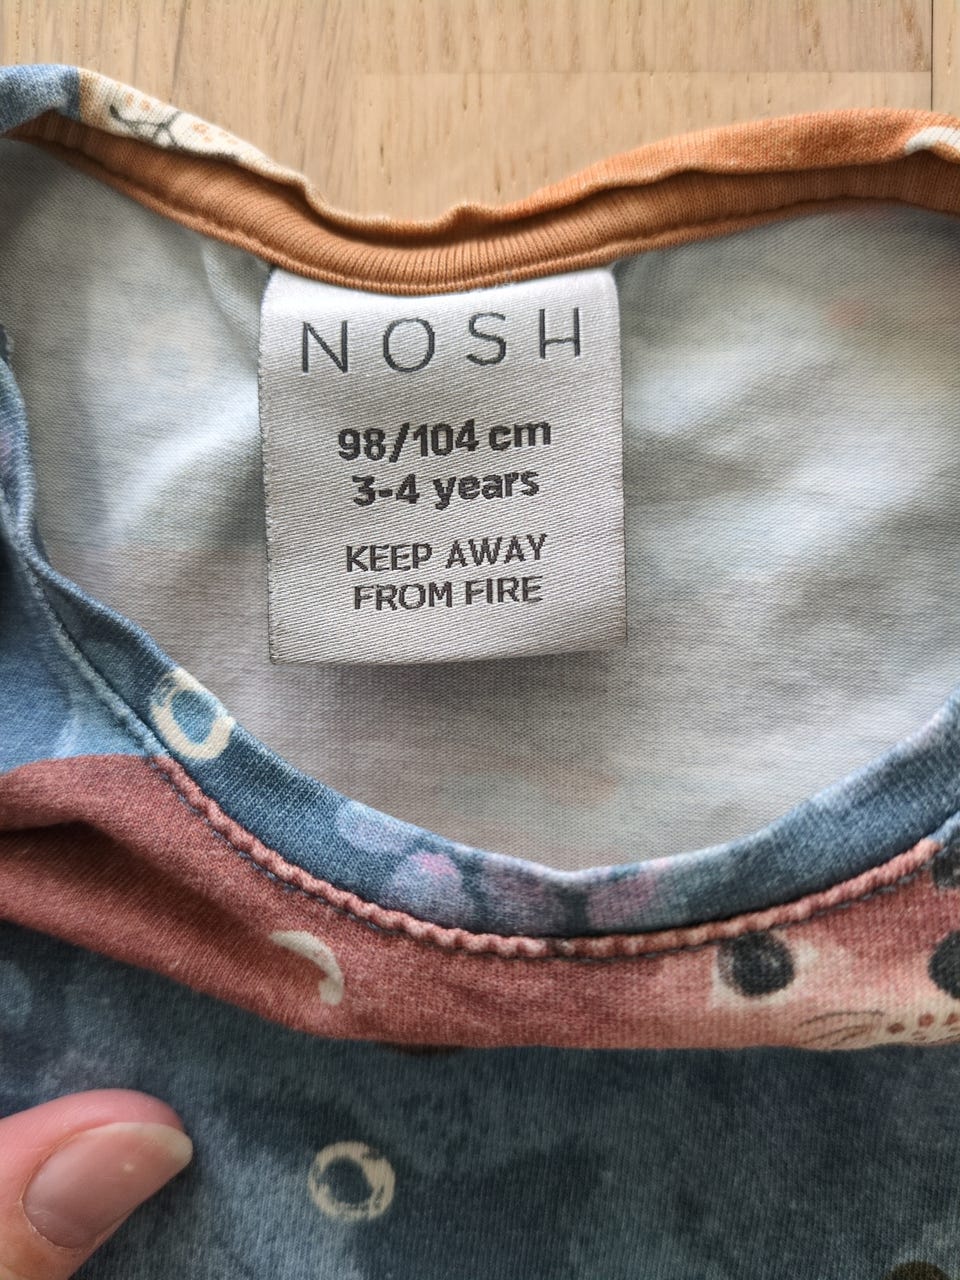 NOSH
98/104 cm
3-4 years
KEEP AWAY
FROM FIRE